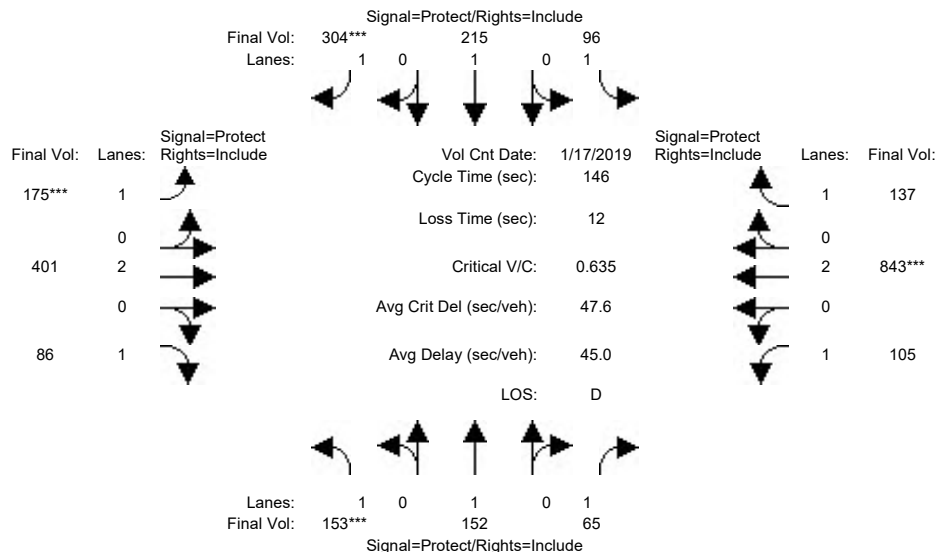 Signal=Protect/Rights=Include
Final Vol: 304*** 215 96
Lanes: 1 0 1 0 1
Signal=Protect
Final Vol: Lanes: Rights=Include
Vol Cnt Date: 1/17/2019
Signal=Protect
Rights=Include Lanes: Final Vol:
Cycle Time (sec): 146
175*** 1
1 137
Loss Time (sec): 12
0
0
401 2
Critical V/C: 0.635
2 843***
0
Avg Crit Del (sec/veh): 47.6
0
86 1
Avg Delay (sec/veh): 45.0
1 105
LOS: D
Lanes: 1 0 1 0 1
Final Vol: 153*** 152 65
Signal=Protect/Rights=Include